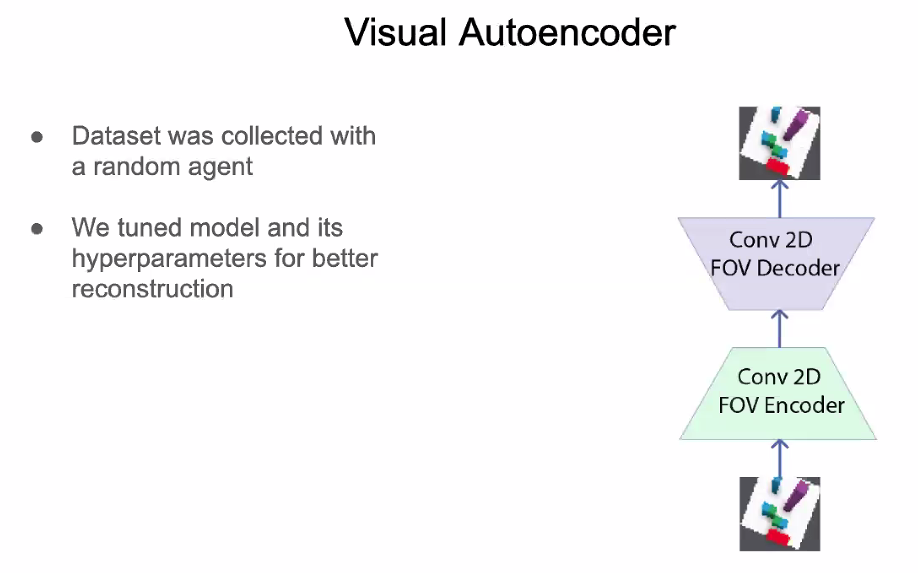 Visual Autoencoder
● Dataset was collected with
a random agent
● We tuned model and its
hyperparameters for better
reconstruction
Conv 2D
FOV Decoder
Conv 2D
FOV Encoder